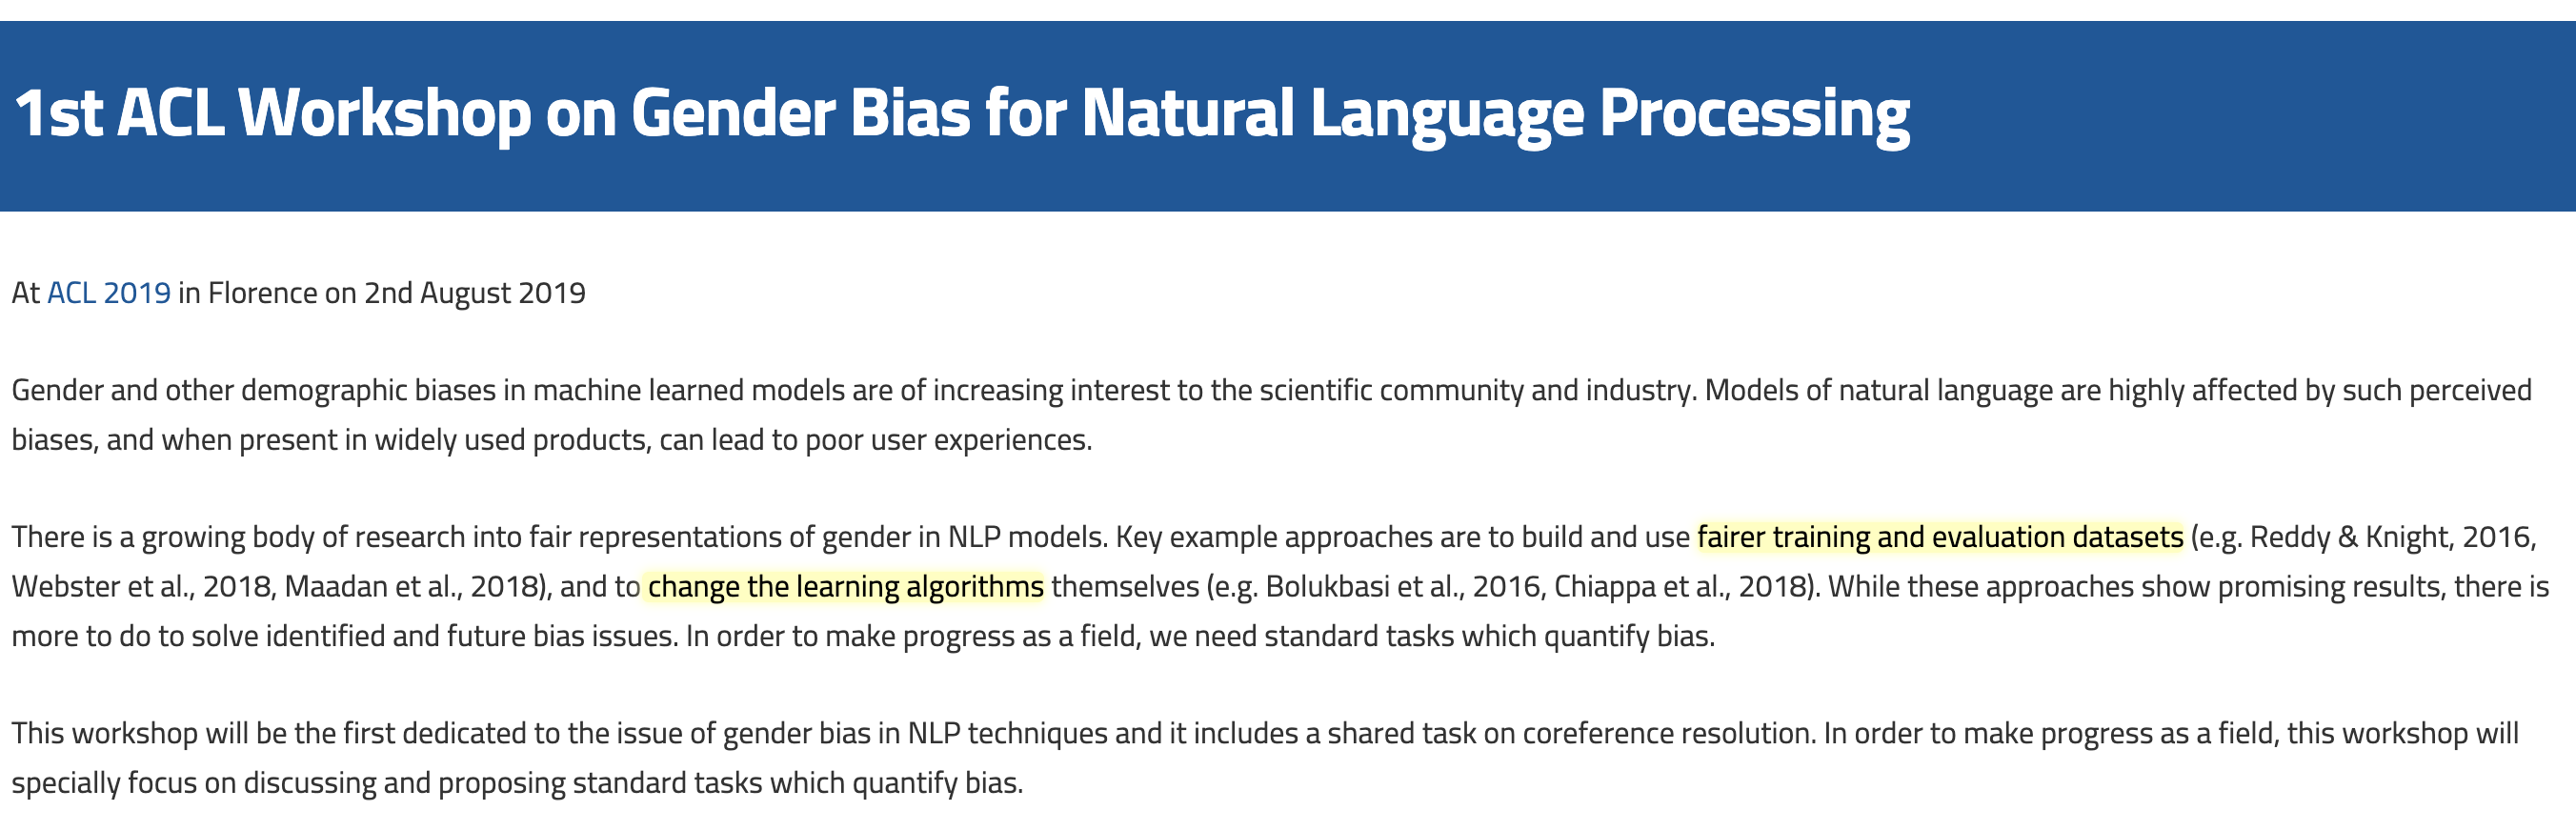 1st ACL Workshop on Gender Bias for Natural Language Processing
At ACL 2019 in Florence on 2nd August 2019
Gender and other demographic biases in machine learned models are of increasing interest to the scientific community and industry. Models of natural language are highly affected by such perceived
biases, and when present in widely used products, can lead to poor user experiences.
There is a growing body of research into fair representations of gender in NLP models. Key example approaches are to build and use fairer training and evaluation datasets (e.g. Reddy & Knight, 2016,
Webster et al., 2018, Maadan et al., 2018), and to change the learning algorithms themselves (e.g. Bolukbasi et al., 2016, Chiappa et al., 2018). While these approaches show promising results, there is
more to do to solve identified and future bias issues. In order to make progress as a field, we need standard tasks which quantify bias.
This workshop will be the first dedicated to the issue of gender bias in NLP techniques and it includes a shared task on coreference resolution. In order to make progress as a field, this workshop will
specially focus on discussing and proposing standard tasks which quantify bias.